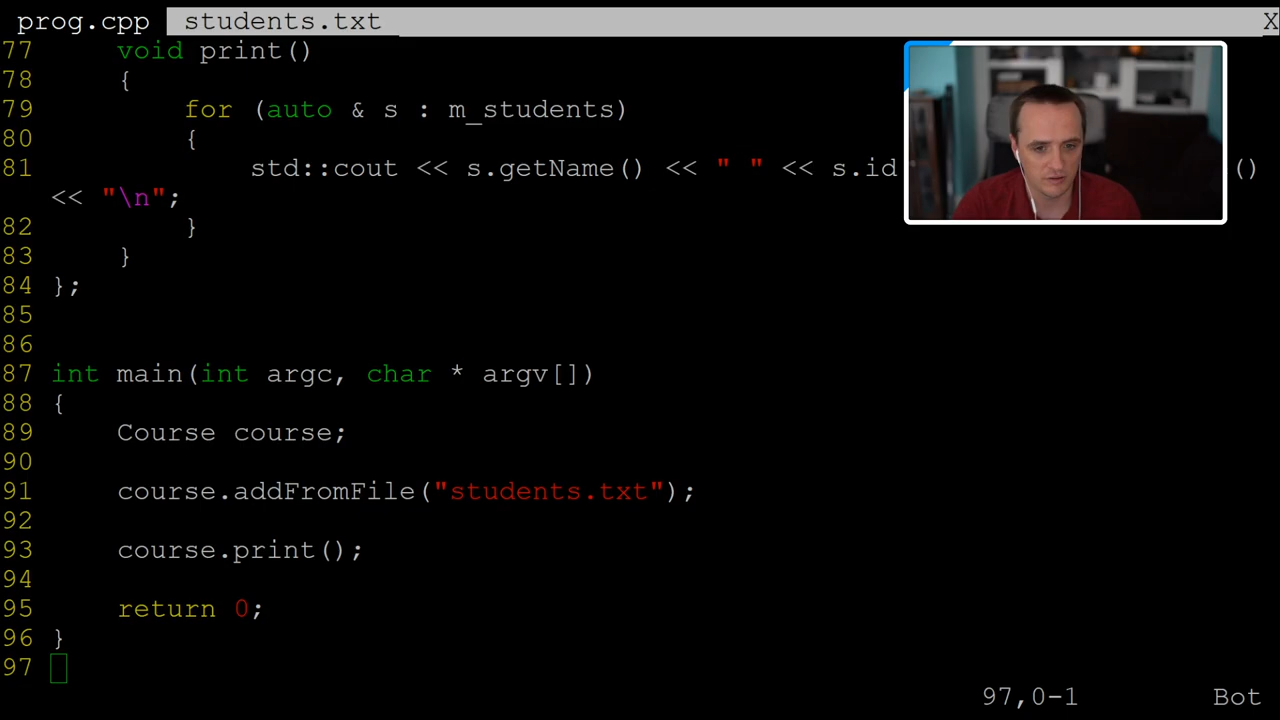 prog.cpp students.txt X
77 void print()
78 {
79 for (auto & s : m_students)
80 {
81 std::cout << s.getName() << " " << s.id ()
<< "\n";
82 }
83 }
84 };
85
86
87 int main(int argc, char * argv[])
88 {
89 Course course;
90
91 course.addFromFile("students.txt");
92
93 course.print();
94
95 return 0;
96 }
97
97,0-1 Bot